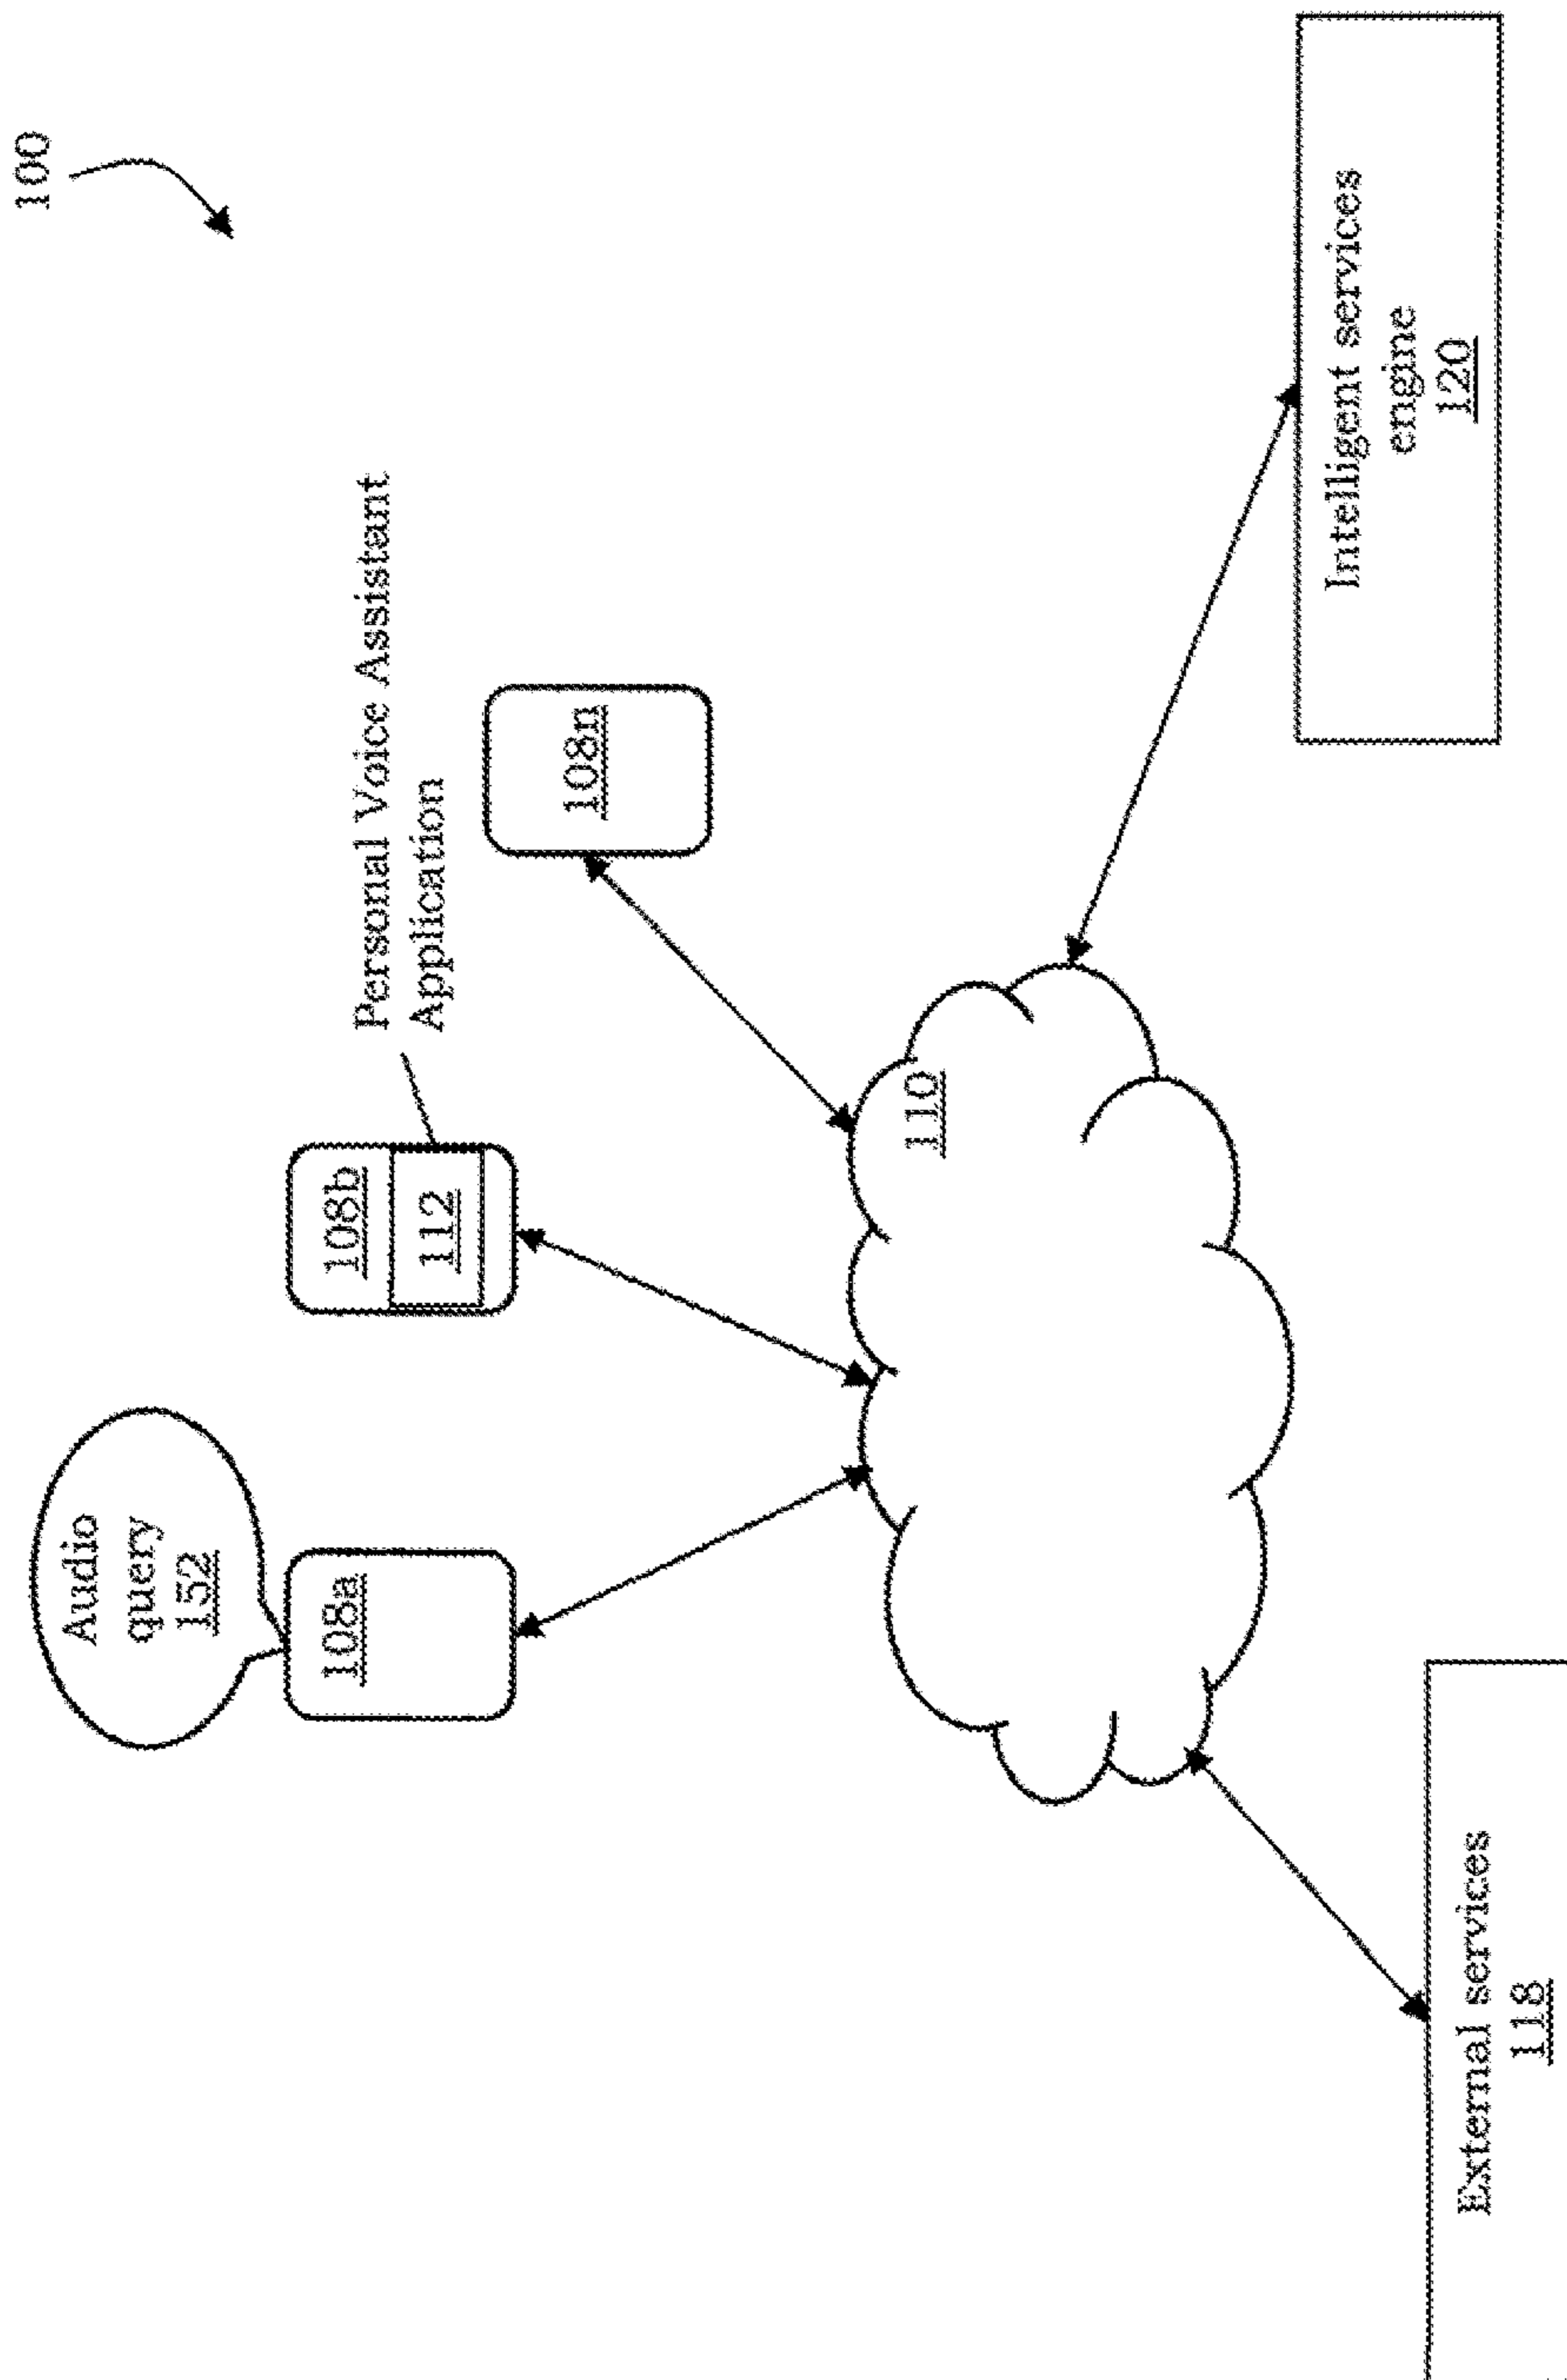 100
Audio
query
152
108a
108b
112
Personal Voice Assistant
Application
108n
110
External services
118
Intelligent services
engine
120